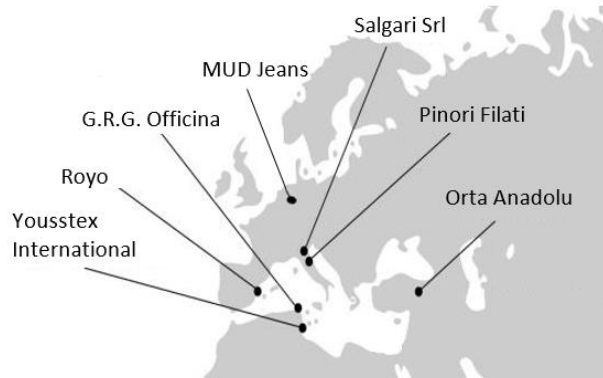 Salgari Srl
MUD Jeans
G.R.G. Officina
Pinori Filati
Royo
Orta Anadolu
Yousstex
International